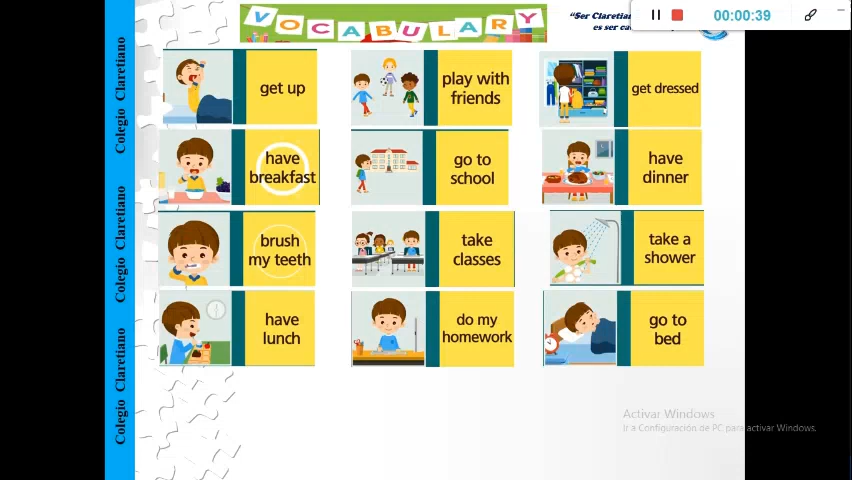 VOCABULARY
"Ser Claretia
es ser ca
00:00:39
Colegio Claretiano
Colegio Claretiano
Colegio Claretiano
get up
play with
friends
get dressed
have
breakfast
go to
school
have
dinner
brush
my teeth
take
classes
take a
shower
have
lunch
do my
homework
go to
bed
Activar Windows
Ir a Configuración de PC para activar Windows.